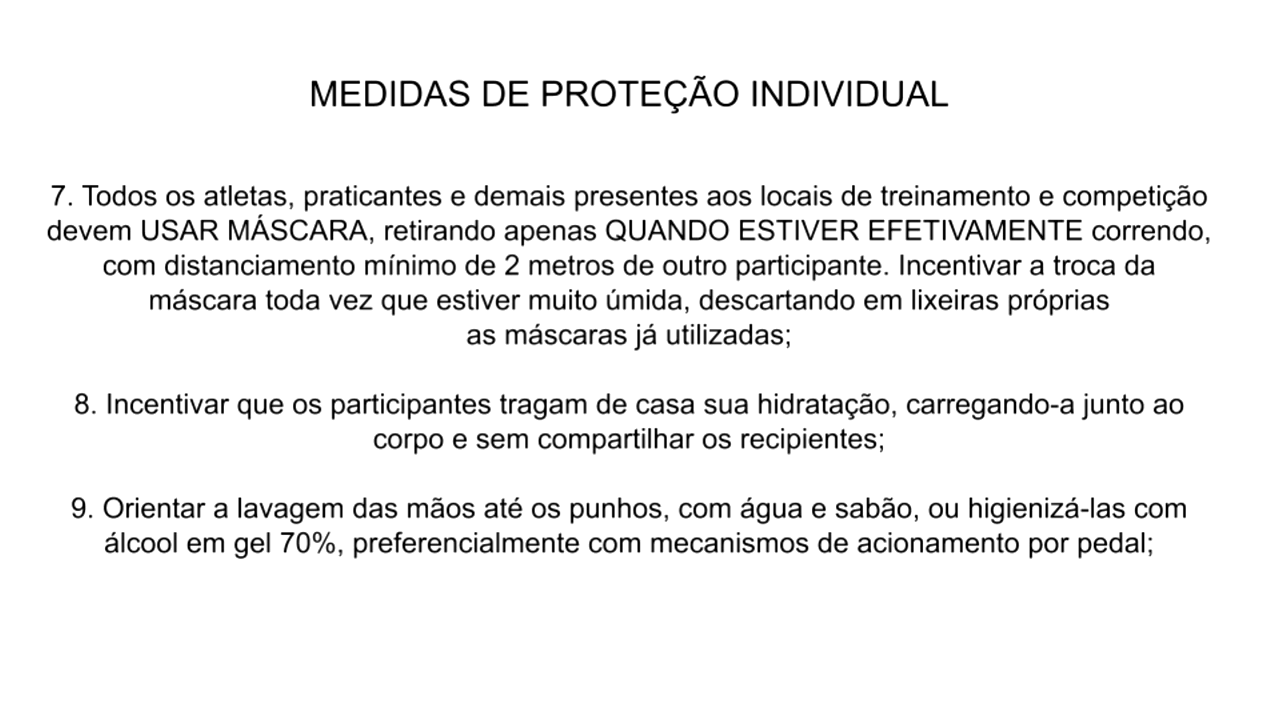 MEDIDAS DE PROTEÇÃO INDIVIDUAL
7. Todos os atletas, praticantes e demais presentes aos locais de treinamento e competição
devem USAR MÁSCARA, retirando apenas QUANDO ESTIVER EFETIVAMENTE correndo,
com distanciamento mínimo de 2 metros de outro participante. Incentivar a troca da
máscara toda vez que estiver muito úmida, descartando em lixeiras próprias
as máscaras já utilizadas;
8. Incentivar que os participantes tragam de casa sua hidratação, carregando-a junto ao
corpo e sem compartilhar os recipientes;
9. Orientar a lavagem das mãos até os punhos, com água e sabão, ou higienizá-las com
álcool em gel 70%, preferencialmente com mecanismos de acionamento por pedal;